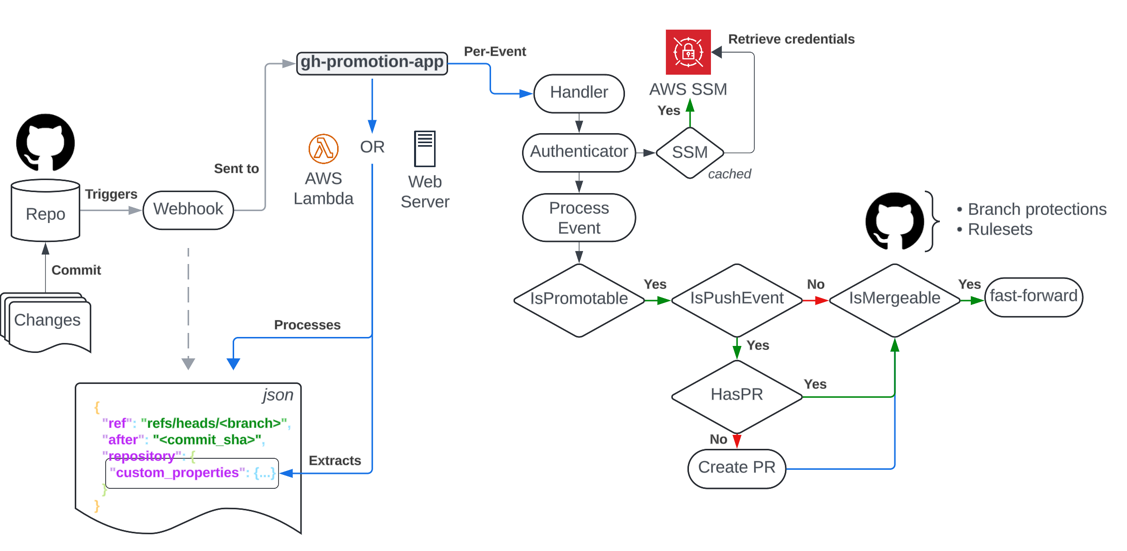 Retrieve credentials
Per-Event
gh-promotion-app
Handler
AWS SSM
Yes
Authenticator
SSM
cached
OR
AWS
Lambda
Web
Server
Sent to
Triggers
Webhook
Repo
Commit
Changes
Process
Event
• Branch protections
• Rulesets
IsPromotable
Yes
IsPushEvent
No
IsMergeable
Yes
fast-forward
Yes
HasPR
Yes
No
Create PR
Processes
Extracts
json
{
"ref": "refs/heads/<branch>",
"after": "<commit_sha>",
"repository": {
"custom_properties": {...}
}
}